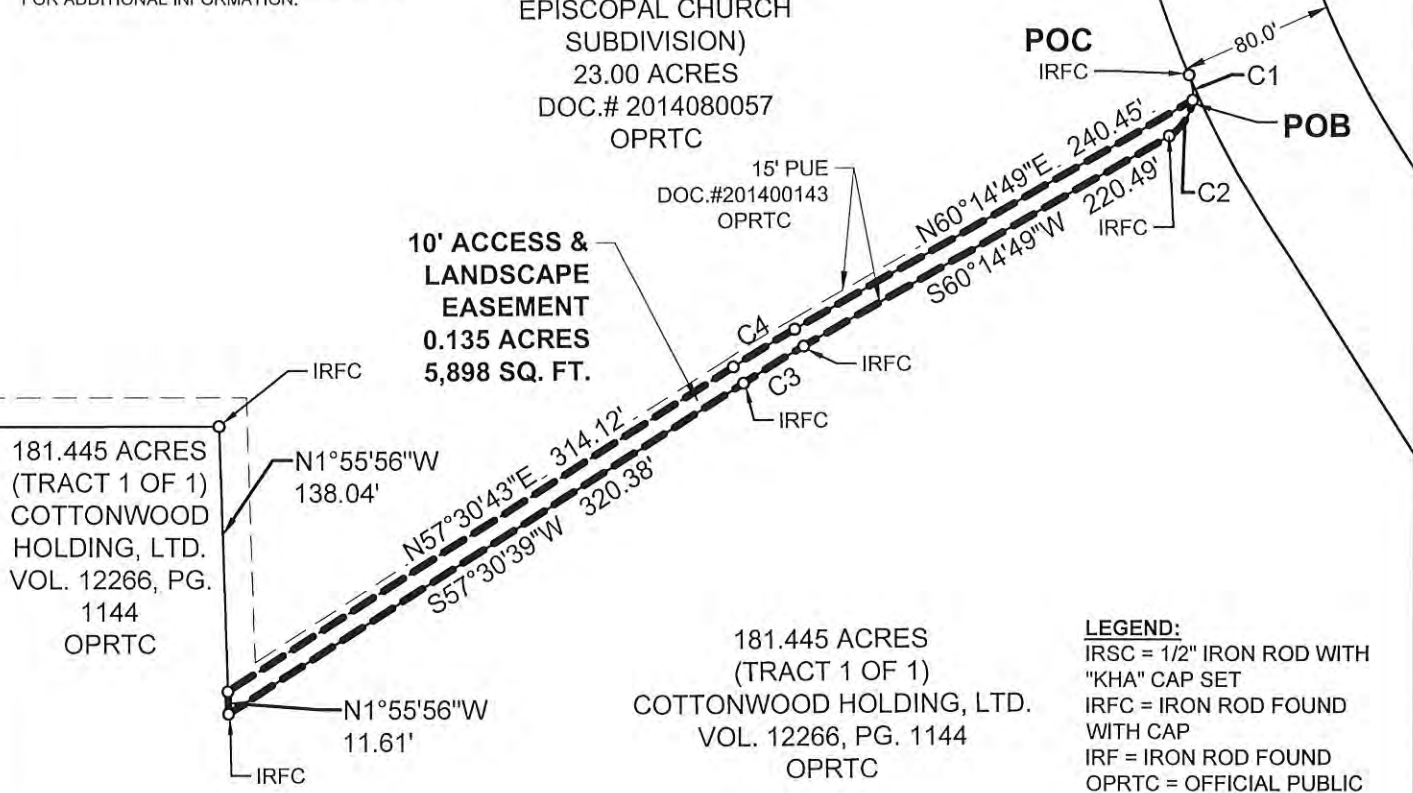 FOR ADDITIONAL INFORMATION.
EPISCOPAL CHURCH
SUBDIVISION)
23.00 ACRES
DOC.# 2014080057
OPRTC
POC
IRFC
80.0'
C1
POB
C2
IRFC
15' PUE
DOC.#201400143
OPRTC
N60°14'49"E 240.45'
S60°14'49"W 220.49'
10' ACCESS &
LANDSCAPE
EASEMENT
0.135 ACRES
5,898 SQ. FT.
C4
C3
IRFC
IRFC
IRFC
181.445 ACRES
(TRACT 1 OF 1)
COTTONWOOD
HOLDING, LTD.
VOL. 12266, PG.
1144
OPRTC
N1°55'56"W
138.04'
N57°30'43"E 314.12'
S57°30'39"W 320.38'
N1°55'56"W
11.61'
IRFC
181.445 ACRES
(TRACT 1 OF 1)
COTTONWOOD HOLDING, LTD.
VOL. 12266, PG. 1144
OPRTC
LEGEND:
IRSC = 1/2" IRON ROD WITH
"KHA" CAP SET
IRFC = IRON ROD FOUND
WITH CAP
IRF = IRON ROD FOUND
OPRTC = OFFICIAL PUBLIC